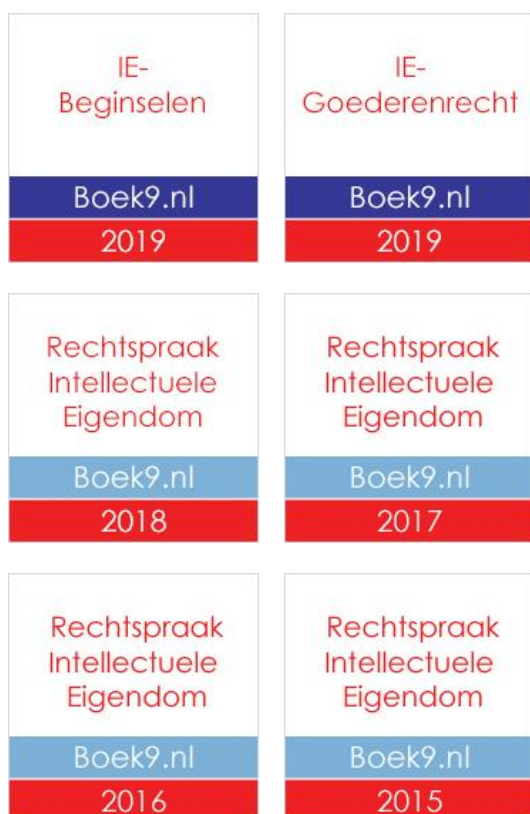 IE-
Beginselen
Boek9.nl
2019
IE-
Goederenrecht
Boek9.nl
2019
Rechtspraak
Intellectuele
Eigendom
Boek9.nl
2018
Rechtspraak
Intellectuele
Eigendom
Boek9.nl
2017
Rechtspraak
Intellectuele
Eigendom
Boek9.nl
2016
Rechtspraak
Intellectuele
Eigendom
Boek9.nl
2015